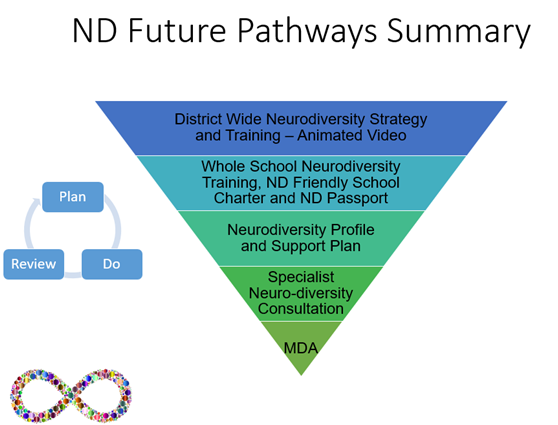 ND Future Pathways Summary
District Wide Neurodiversity Strategy
and Training – Animated Video
Whole School Neurodiversity
Training, ND Friendly School
Charter and ND Passport
Neurodiversity Profile
and Support Plan
Specialist
Neuro-diversity
Consultation
MDA
Plan
Review
Do